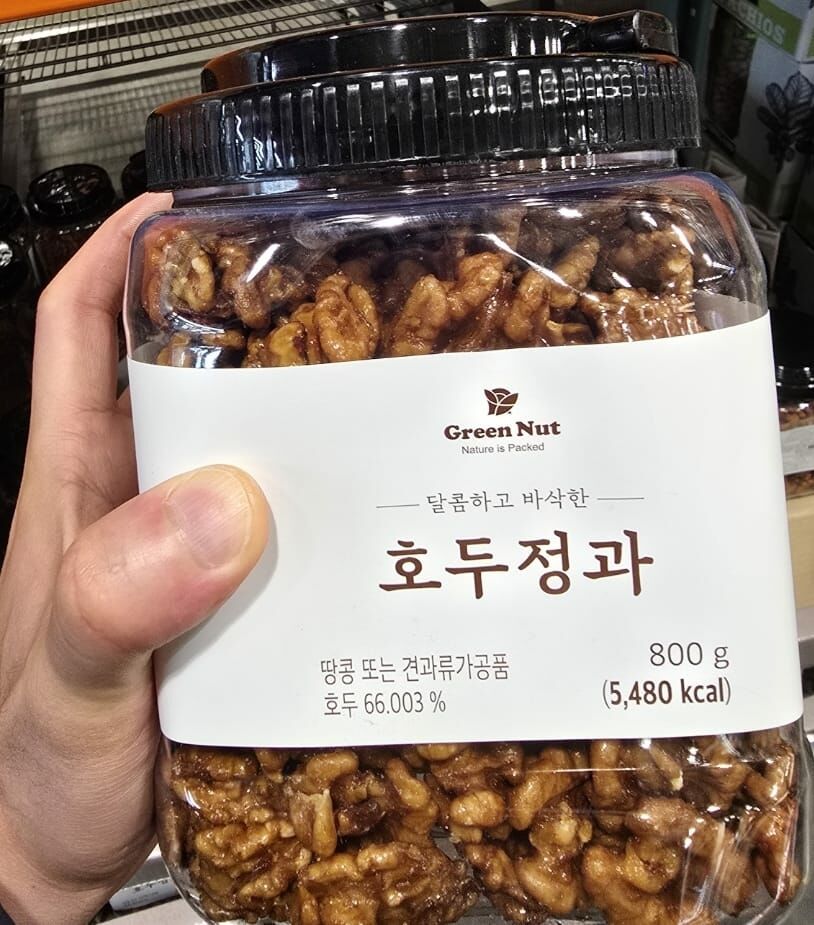 Green Nut
Nature is Packed
달콤하고 바삭한
호두정과
땅콩 또는 견과류가공품
호두 66.003 %
800 g
(5,480 kcal)